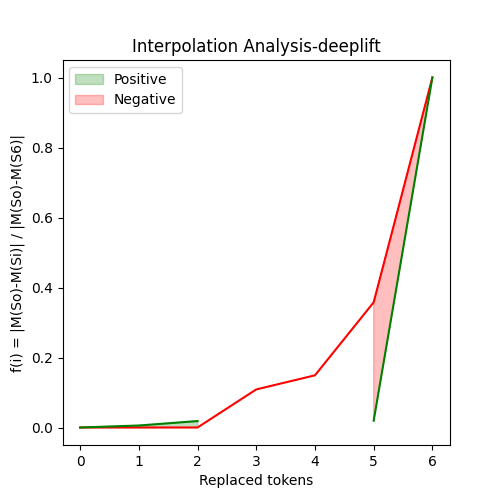 Interpolation Analysis-deeplift
Positive
Negative
f(i) = |M(So)-M(Si)| / |M(So)-M(S6)|
1.0
0.8
0.6
0.4
0.2
0.0
0 1 2 3 4 5 6
Replaced tokens